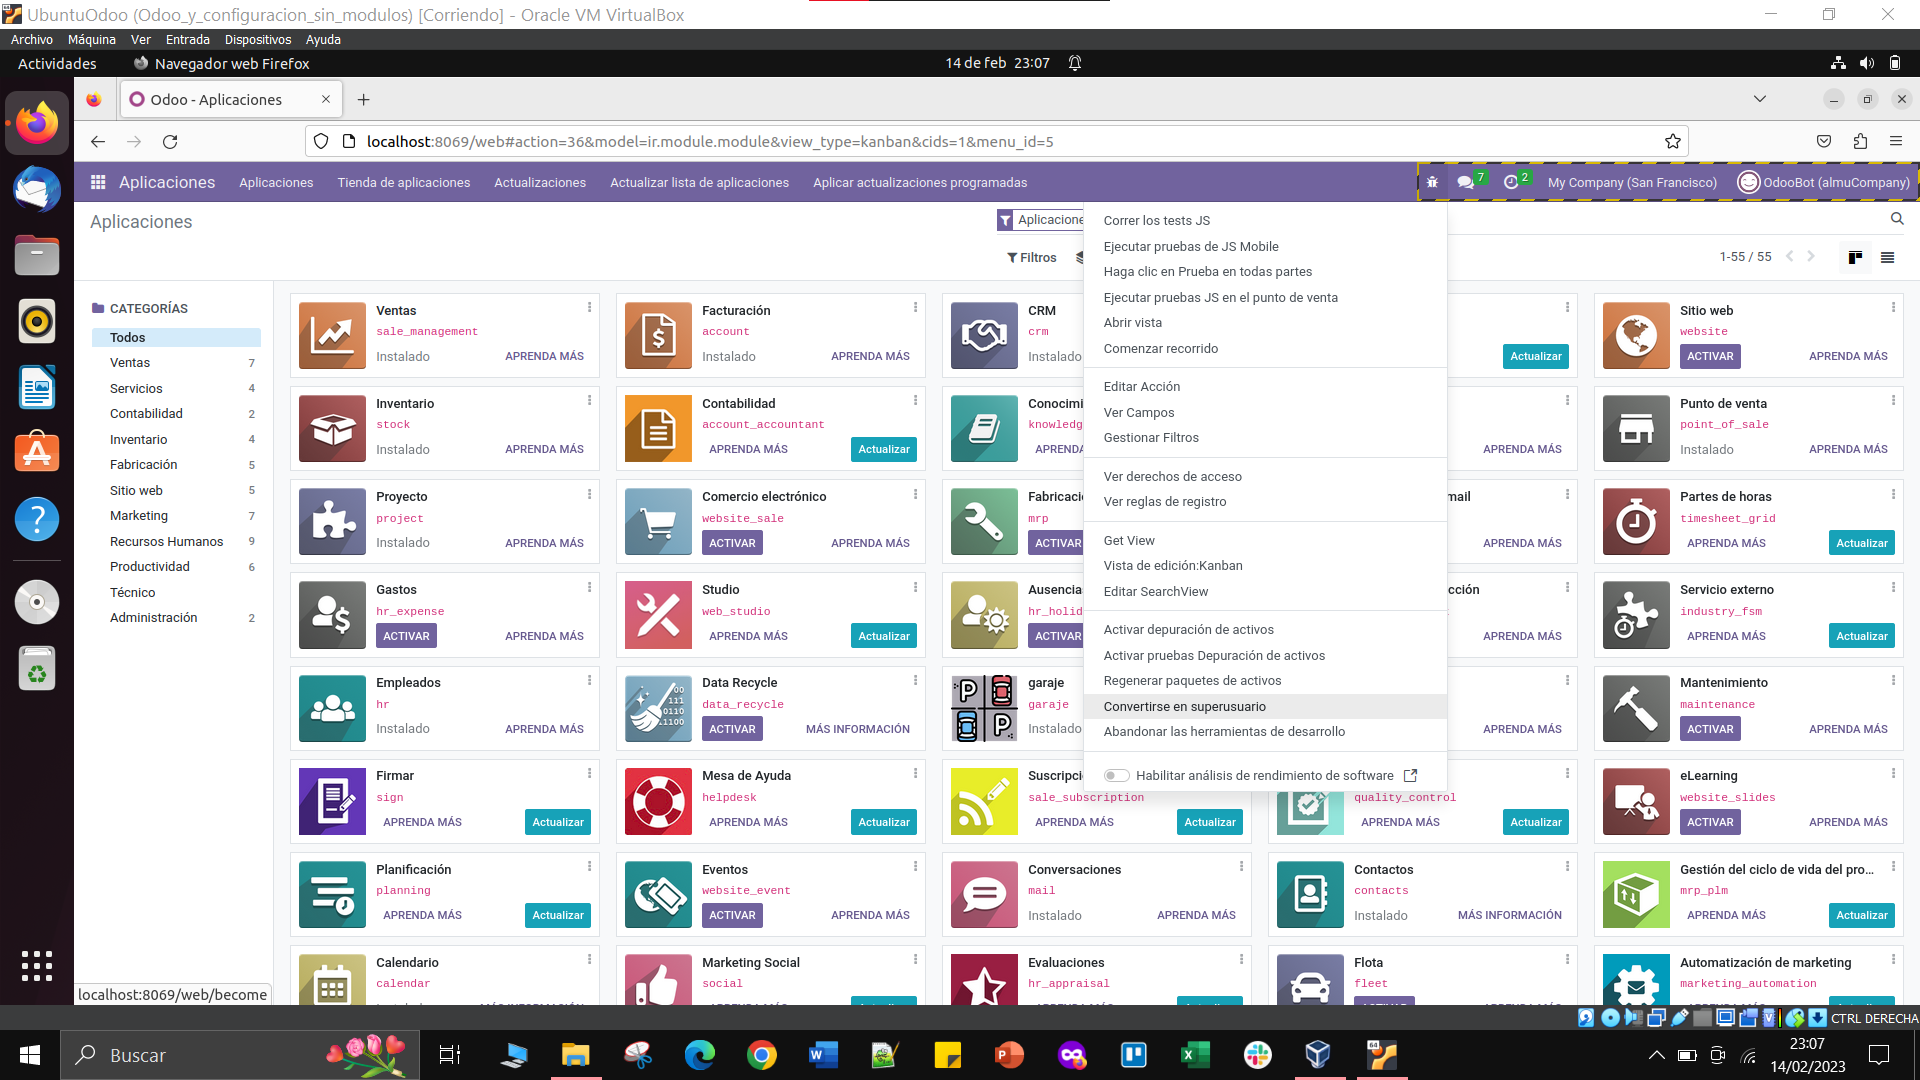 UbuntuOdoo (Odoo_y_configuracion_sin_modulos) [Corriendo] - Oracle VM VirtualBox
Archivo Máquina Ver Entrada Dispositivos Ayuda
Actividades Navegador web Firefox 14 de feb 23:07
Odoo - Aplicaciones
localhost:8069/web#action=36&model=ir.module.module&view_type=kanban&cids=1&menu_id=5
Aplicaciones Aplicaciones Tienda de aplicaciones Actualizaciones Actualizar lista de aplicaciones Aplicar actualizaciones programadas 7 2 My Company (San Francisco) OdooBot (almuCompany)
Aplicaciones
Filtros
1-55 / 55
Correr los tests JS
Ejecutar pruebas de JS Mobile
Haga clic en Prueba en todas partes
Ejecutar pruebas JS en el punto de venta
Abrir vista
Comenzar recorrido
Editar Acción
Ver Campos
Gestionar Filtros
Ver derechos de acceso
Ver reglas de registro
Get View
Vista de edición:Kanban
Editar SearchView
Activar depuración de activos
Activar pruebas Depuración de activos
Regenerar paquetes de activos
Convertirse en superusuario
Abandonar las herramientas de desarrollo
Habilitar análisis de rendimiento de software
CATEGORÍAS
Todos
Ventas 7
Servicios 4
Contabilidad 2
Inventario 4
Fabricación 5
Sitio web 5
Marketing 7
Recursos Humanos 9
Productividad 6
Técnico
Administración 2
Ventas Facturación CRM Sitio web
sale_management account crm website
Instalado APRENDA MÁS Instalado APRENDA MÁS Instalado Actualizar ACTIVAR APRENDA MÁS
Inventario Contabilidad Punto de venta
stock account_accountant point_of_sale
Instalado APRENDA MÁS APRENDA MÁS Actualizar APRENDA MÁS Instalado APRENDA MÁS
Proyecto Comercio electrónico Partes de horas
project website_sale mrp timesheet_grid
Instalado APRENDA MÁS ACTIVAR APRENDA MÁS ACTIVAR APRENDA MÁS APRENDA MÁS Actualizar
Gastos Studio Servicio externo
hr_expense web_studio industry_fsm
ACTIVAR APRENDA MÁS APRENDA MÁS Actualizar ACTIVAR APRENDA MÁS APRENDA MÁS Actualizar
Empleados Data Recycle garaje Mantenimiento
hr data_recycle garaje maintenance
Instalado APRENDA MÁS ACTIVAR MÁS INFORMACIÓN Instalado APRENDA MÁS ACTIVAR APRENDA MÁS
Firmar Mesa de Ayuda eLearning
sign helpdesk sale_subscription quality_control website_slides
APRENDA MÁS Actualizar APRENDA MÁS Actualizar APRENDA MÁS Actualizar APRENDA MÁS Actualizar ACTIVAR APRENDA MÁS
Planificación Eventos Conversaciones Contactos Gestión del ciclo de vida del pro...
planning website_event mail contacts mrp_plm
APRENDA MÁS Actualizar ACTIVAR APRENDA MÁS Instalado APRENDA MÁS Instalado MÁS INFORMACIÓN APRENDA MÁS Actualizar
Calendario Marketing Social Evaluaciones Flota Automatización de marketing
calendar social hr_appraisal fleet marketing_automation
localhost:8069/web/become
CTRL DERECHA
Buscar
23:07
14/02/2023